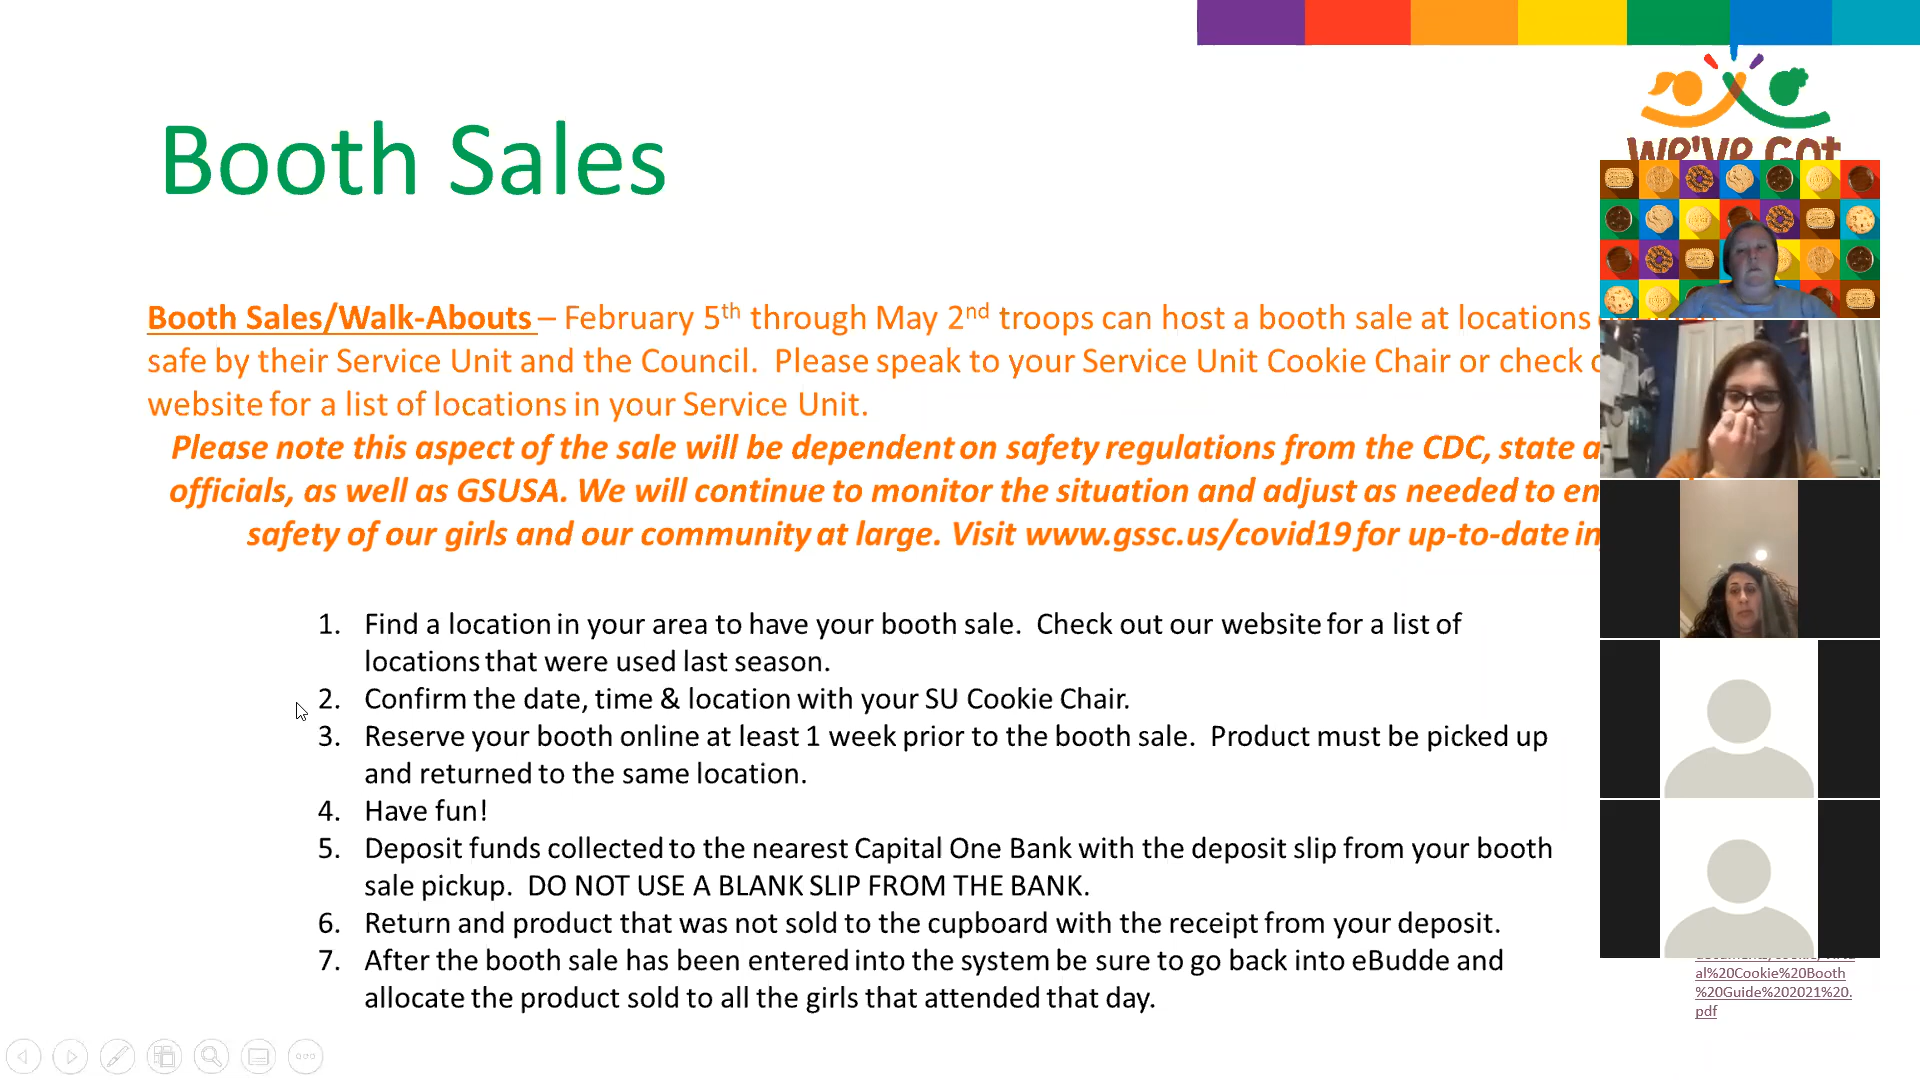 we've Got
Booth Sales
Booth Sales/Walk-Abouts – February 5th through May 2nd troops can host a booth sale at locations
safe by their Service Unit and the Council.  Please speak to your Service Unit Cookie Chair or check
website for a list of locations in your Service Unit.
Please note this aspect of the sale will be dependent on safety regulations from the CDC, state
officials, as well as GSUSA. We will continue to monitor the situation and adjust as needed to
safety of our girls and our community at large. Visit www.gssc.us/covid19 for up-to-date
1. Find a location in your area to have your booth sale.  Check out our website for a list of
locations that were used last season.
2. Confirm the date, time & location with your SU Cookie Chair.
3. Reserve your booth online at least 1 week prior to the booth sale.  Product must be picked up
and returned to the same location.
4. Have fun!
5. Deposit funds collected to the nearest Capital One Bank with the deposit slip from your booth
sale pickup.  DO NOT USE A BLANK SLIP FROM THE BANK.
6. Return and product that was not sold to the cupboard with the receipt from your deposit.
7. After the booth sale has been entered into the system be sure to go back into eBudde and
allocate the product sold to all the girls that attended that day.
al%20Cookie%20Booth
%20Guide%202021%20.
pdf